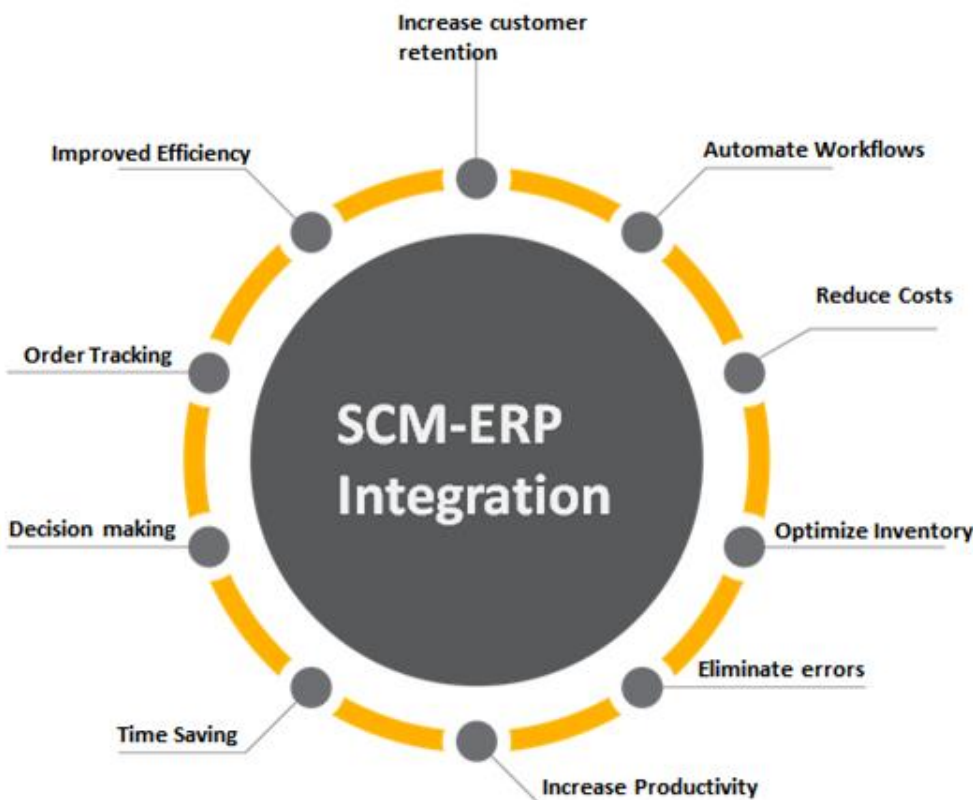 Increase customer
retention
Improved Efficiency
Automate Workflows
Reduce Costs
Order Tracking
SCM-ERP
Integration
Decision making
Optimize Inventory
Eliminate errors
Time Saving
Increase Productivity